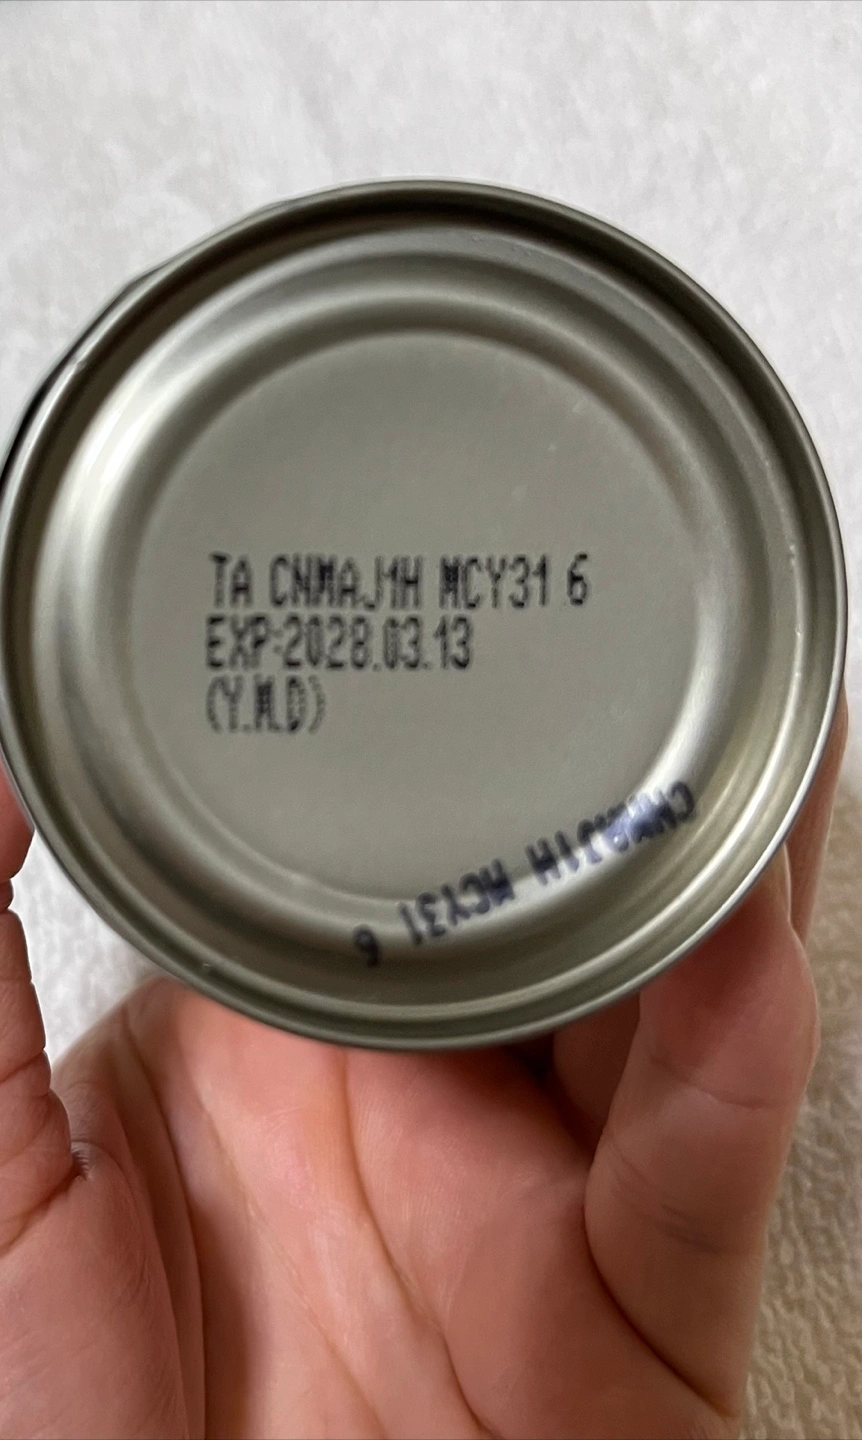 TA CNMAJ1H MCY31 6
EXP:2028.03.13
(Y.M.D)
CNMAJ1H MCY31 6